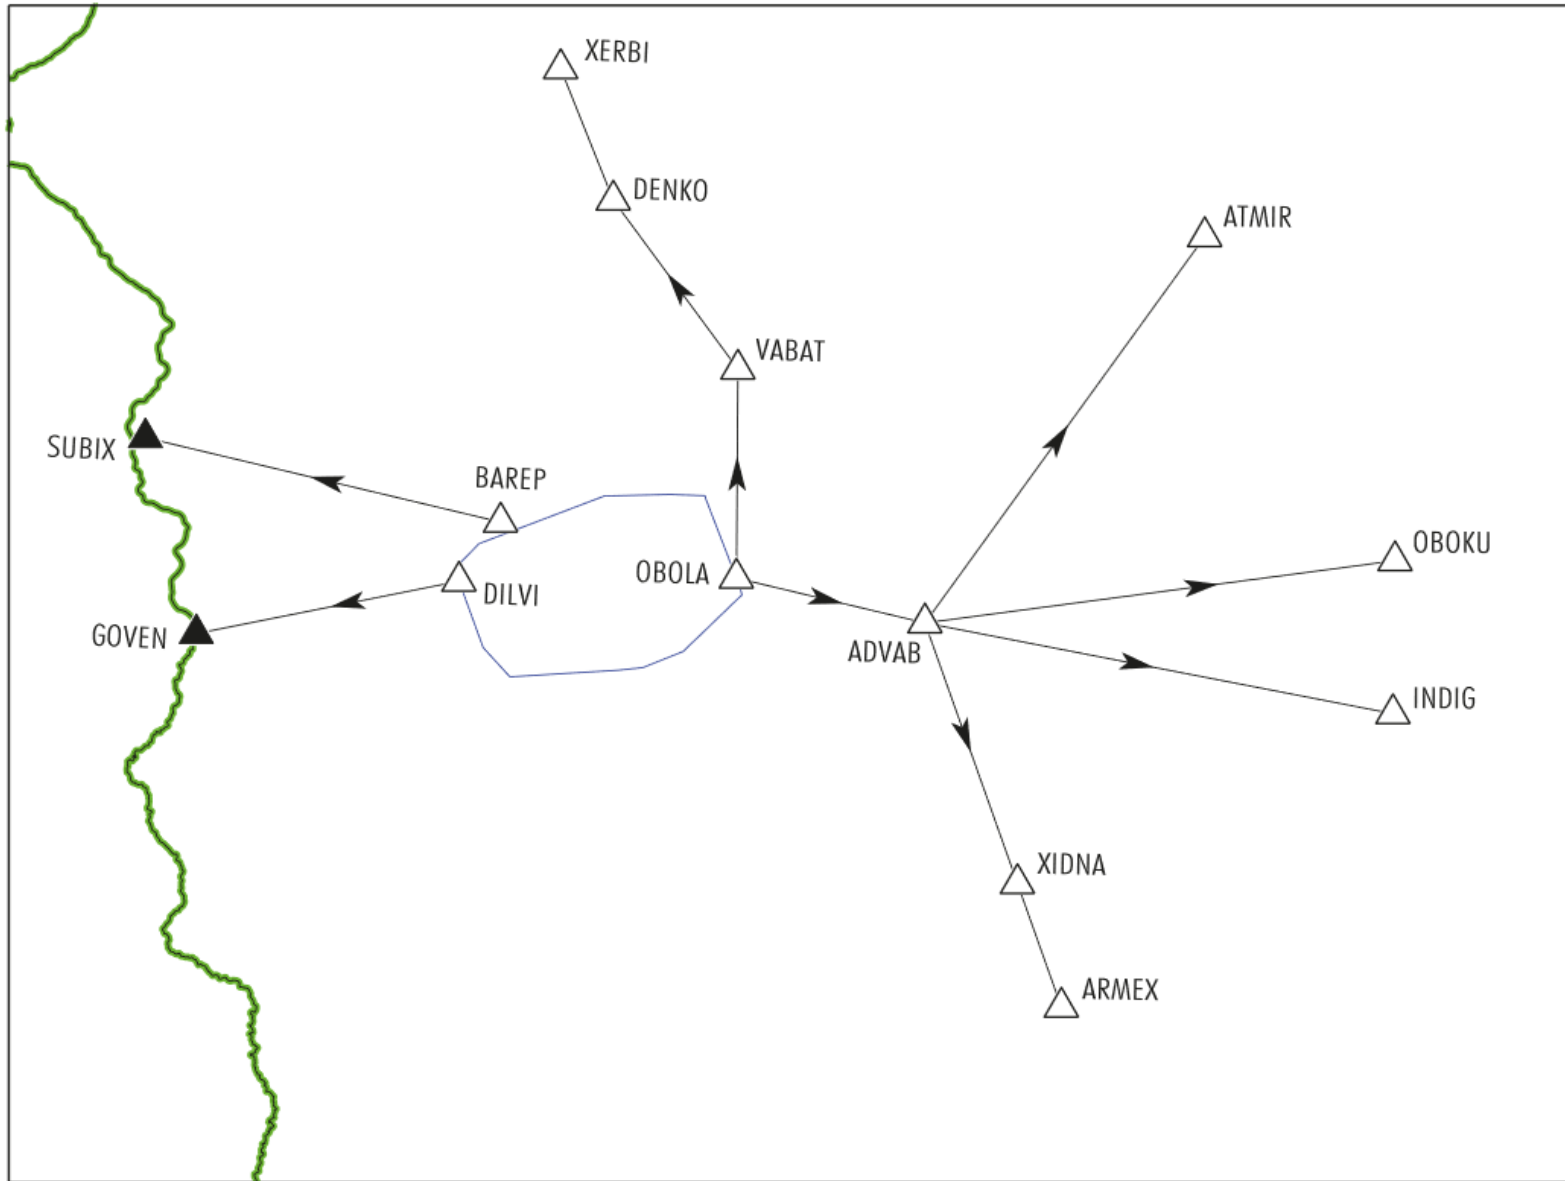 XERBI
DENKO
ATMIR
VABAT
SUBIX
BAREP
OBOKU
OBOLA
DILVI
GOVEN
ADVAB
INDIG
XIDNA
ARMEX